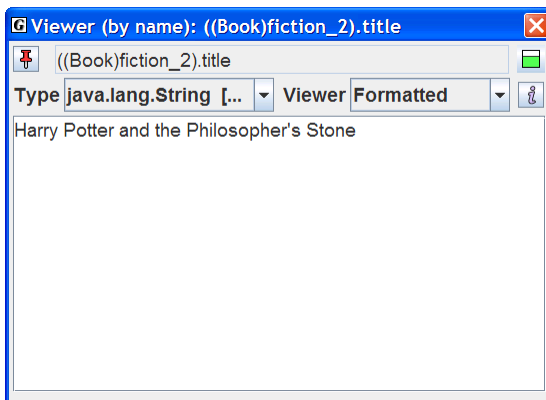 G Viewer (by name): ((Book)fiction_2).title
((Book)fiction_2).title
Type java.lang.String [... Viewer Formatted i
Harry Potter and the Philosopher's Stone